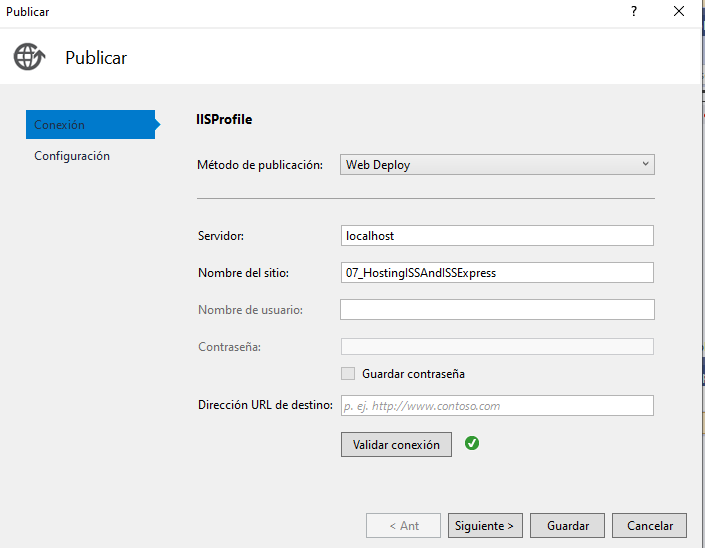 Publicar
?
Publicar
Conexión
Configuración
IISProfile
Método de publicación: Web Deploy
Servidor: localhost
Nombre del sitio: 07_HostingISSAndISSExpress
Nombre de usuario:
Contraseña:
Guardar contraseña
Dirección URL de destino: p. ej. http://www.contoso.com
Validar conexión
< Ant Siguiente > Guardar Cancelar